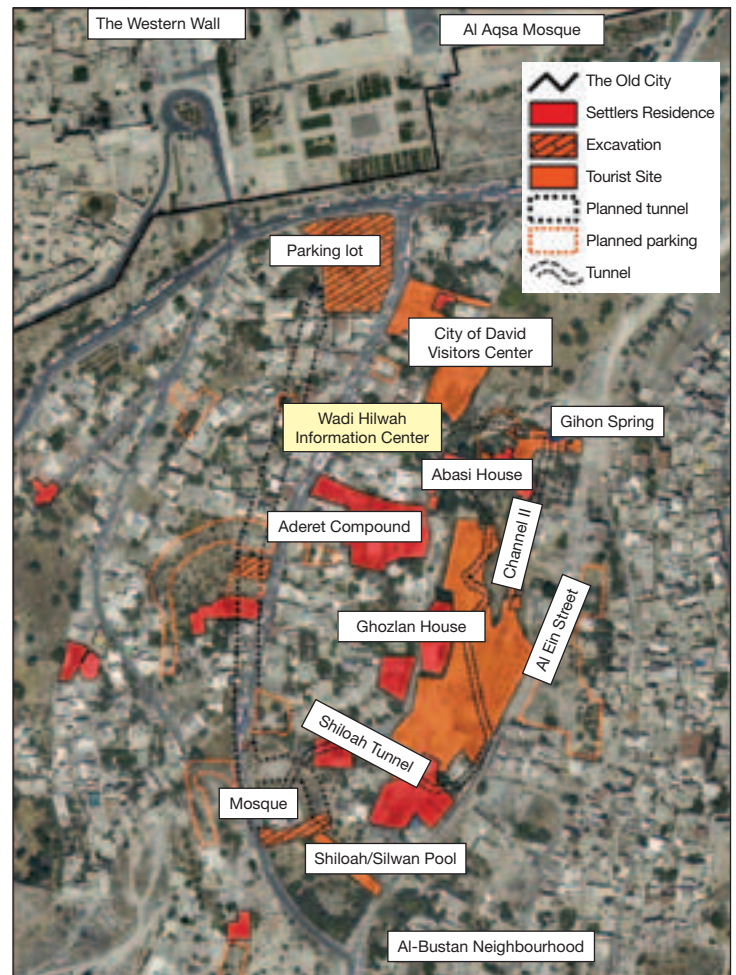 The Western Wall
Al Aqsa Mosque
The Old City
Settlers Residence
Excavation
Tourist Site
Planned tunnel
Planned parking
Tunnel
Parking lot
City of David
Visitors Center
Wadi Hilwah
Information Center
Gihon Spring
Abasi House
Aderet Compound
Channel II
Ghozlan House
Al Ein Street
Shiloah Tunnel
Mosque
Shiloah/Silwan Pool
Al-Bustan Neighbourhood